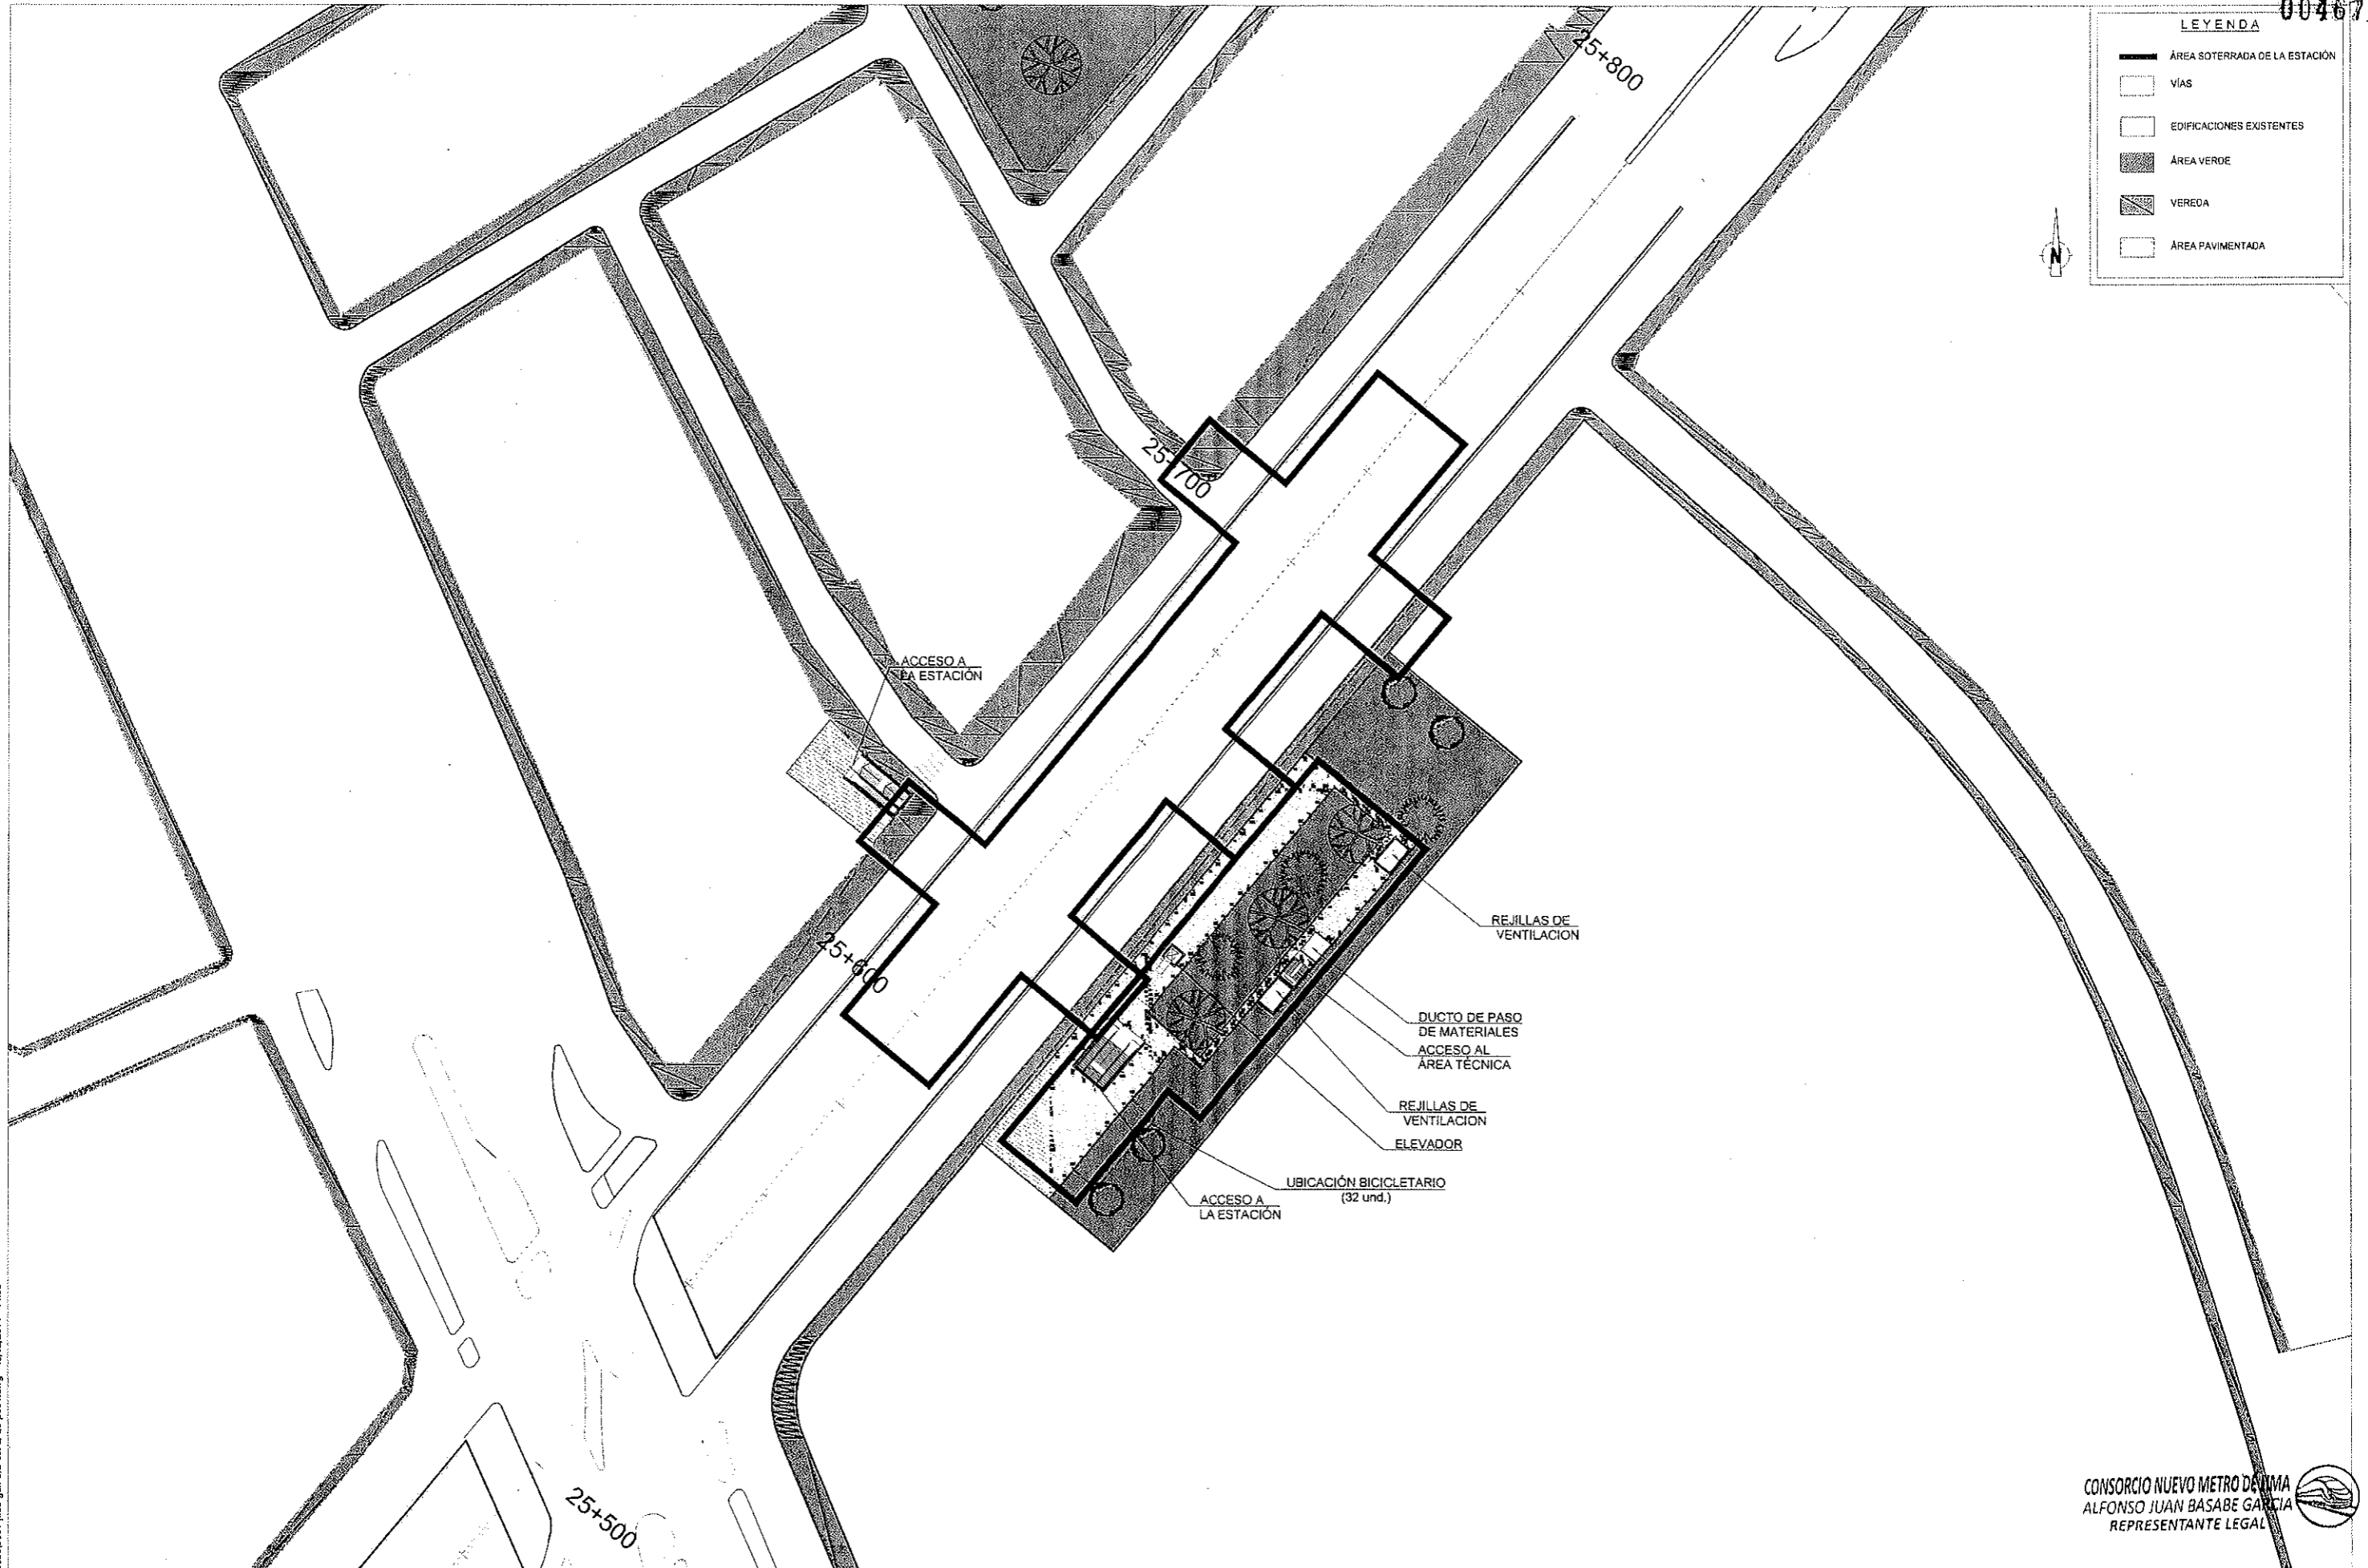 00467
LEYENDA
ÁREA SOTERRADA DE LA ESTACIÓN
VÍAS
EDIFICACIONES EXISTENTES
ÁREA VERDE
VEREDA
ÁREA PAVIMENTADA
N
25+800
25+700
ACCESO A
LA ESTACIÓN
25+600
REJILLAS DE
VENTILACION
DUCTO DE PASO
DE MATERIALES
ACCESO AL
ÁREA TÉCNICA
REJILLAS DE
VENTILACION
ELEVADOR
UBICACIÓN BICICLETARIO
(32 und.)
ACCESO A
LA ESTACIÓN
25+500
CONSORCIO NUEVO METRO DE LIMA
ALFONSO JUAN BASABE GARCIA
REPRESENTANTE LEGAL